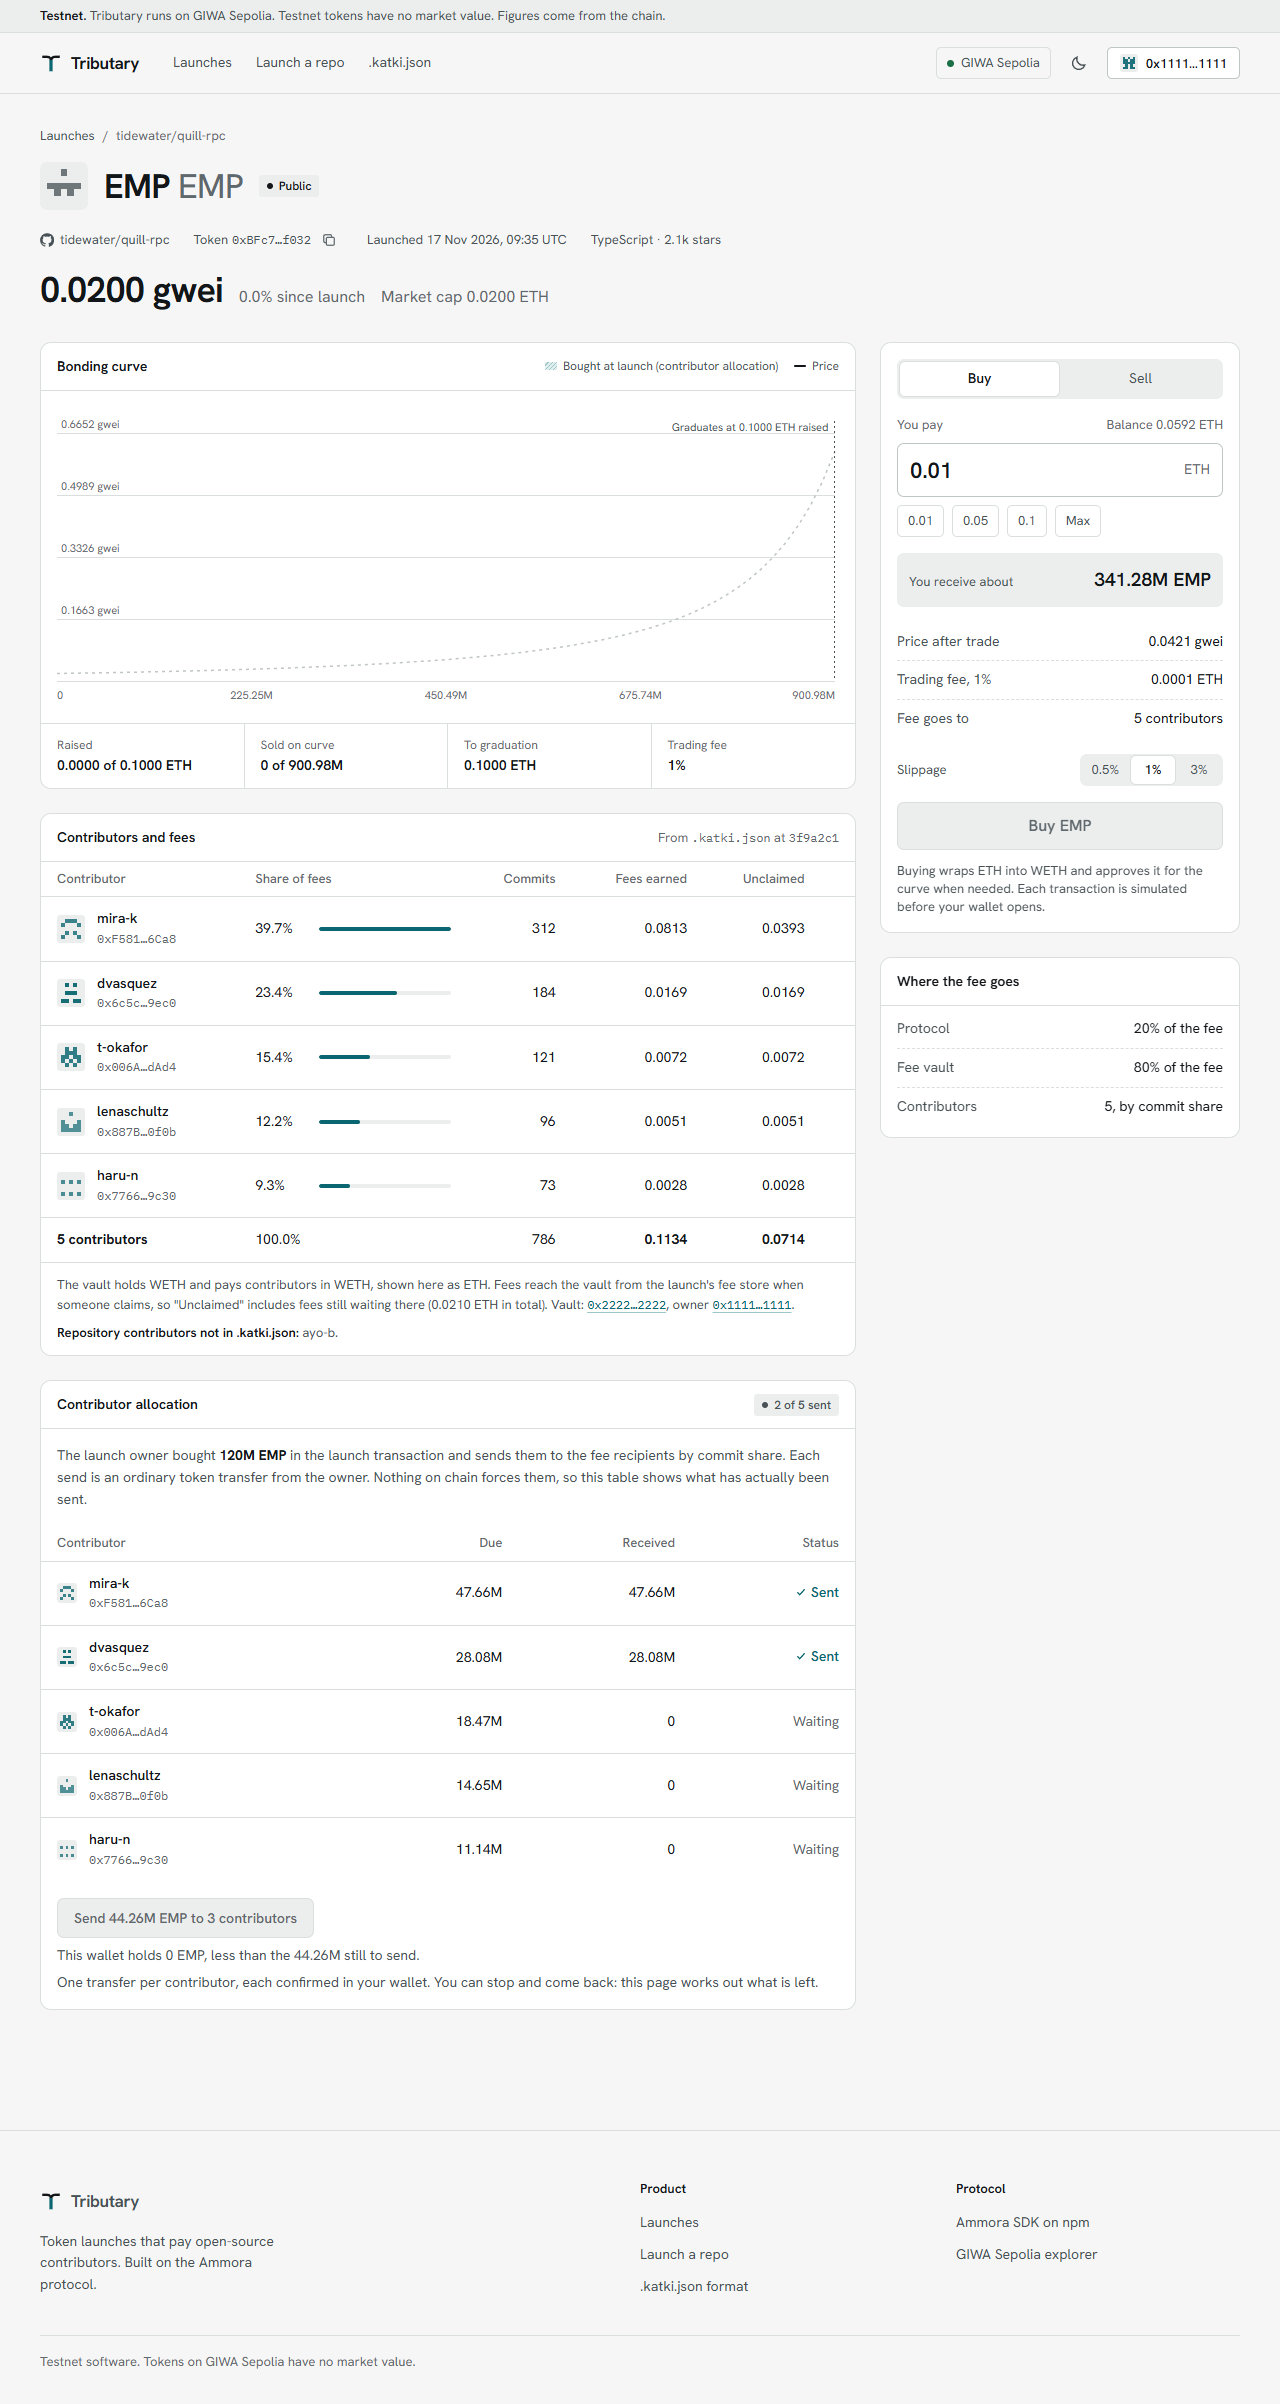 Testnet. Tributary runs on GIWA Sepolia. Testnet tokens have no market value. Figures come from the chain.
Tributary
Launches
Launch a repo
.katki.json
GIWA Sepolia
0x1111…1111
Launches / tidewater/quill-rpc
EMP EMP
Public
tidewater/quill-rpc
Token 0xBFc7…f032
Launched 17 Nov 2026, 09:35 UTC
TypeScript · 2.1k stars
0.0200 gwei
0.0% since launch
Market cap 0.0200 ETH
Bonding curve
Bought at launch (contributor allocation)
Price
0.6652 gwei
Graduates at 0.1000 ETH raised
0.4989 gwei
0.3326 gwei
0.1663 gwei
0
225.25M
450.49M
675.74M
900.98M
Raised
0.0000 of 0.1000 ETH
Sold on curve
0 of 900.98M
To graduation
0.1000 ETH
Trading fee
1%
Buy
Sell
You pay
Balance 0.0592 ETH
0.01
ETH
0.01
0.05
0.1
Max
You receive about
341.28M EMP
Price after trade
0.0421 gwei
Trading fee, 1%
0.0001 ETH
Fee goes to
5 contributors
Slippage
0.5%
1%
3%
Buy EMP
Buying wraps ETH into WETH and approves it for the
curve when needed. Each transaction is simulated
before your wallet opens.
Where the fee goes
Protocol
20% of the fee
Fee vault
80% of the fee
Contributors
5, by commit share
Contributors and fees
From .katki.json at 3f9a2c1
Contributor
Share of fees
Commits
Fees earned
Unclaimed
mira-k
0xF581…6Ca8
39.7%
312
0.0813
0.0393
dvasquez
0x6c5c…9ec0
23.4%
184
0.0169
0.0169
t-okafor
0x006A…dAd4
15.4%
121
0.0072
0.0072
lenaschultz
0x887B…0f0b
12.2%
96
0.0051
0.0051
haru-n
0x7766…9c30
9.3%
73
0.0028
0.0028
5 contributors
100.0%
786
0.1134
0.0714
The vault holds WETH and pays contributors in WETH, shown here as ETH. Fees reach the vault from the launch's fee store when
someone claims, so "Unclaimed" includes fees still waiting there (0.0210 ETH in total). Vault: 0x2222…2222, owner 0x1111…1111.
Repository contributors not in .katki.json: ayo-b.
Contributor allocation
2 of 5 sent
The launch owner bought 120M EMP in the launch transaction and sends them to the fee recipients by commit share. Each
send is an ordinary token transfer from the owner. Nothing on chain forces them, so this table shows what has actually been
sent.
Contributor
Due
Received
Status
mira-k
0xF581…6Ca8
47.66M
47.66M
Sent
dvasquez
0x6c5c…9ec0
28.08M
28.08M
Sent
t-okafor
0x006A…dAd4
18.47M
0
Waiting
lenaschultz
0x887B…0f0b
14.65M
0
Waiting
haru-n
0x7766…9c30
11.14M
0
Waiting
Send 44.26M EMP to 3 contributors
This wallet holds 0 EMP, less than the 44.26M still to send.
One transfer per contributor, each confirmed in your wallet. You can stop and come back: this page works out what is left.
Tributary
Token launches that pay open-source
contributors. Built on the Ammora
protocol.
Product
Launches
Launch a repo
.katki.json format
Protocol
Ammora SDK on npm
GIWA Sepolia explorer
Testnet software. Tokens on GIWA Sepolia have no market value.